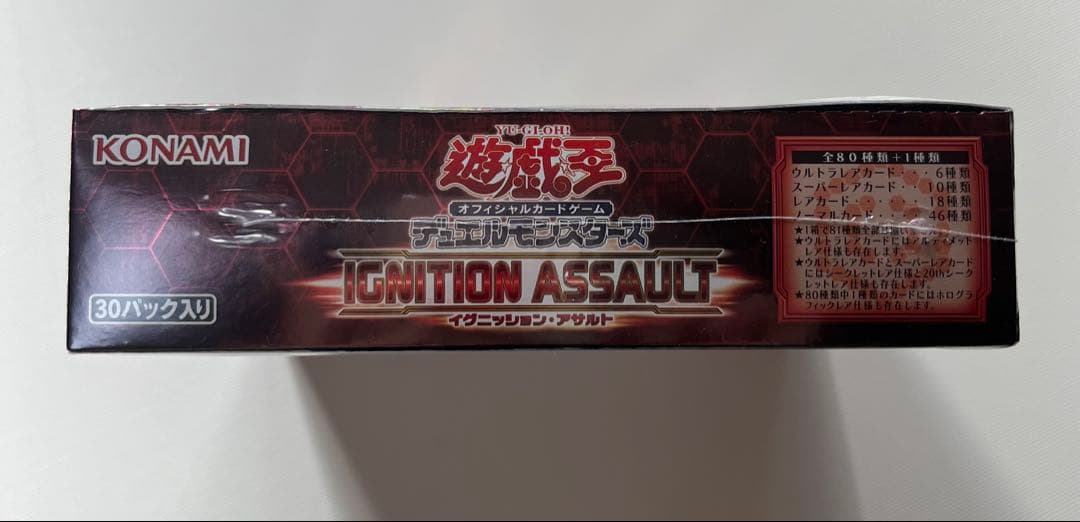 KONAMI
YU-GI-OH!
遊戯王
オフィシャルカードゲーム
デュエルモンスターズ
IGNITION ASSAULT
イグニッション・アサルト
30パック入り
全80種類+1種類
ウルトラレアカード・・ 6種類
スーパーレアカード・・ 10種類
レアカード・・・・18種類
ノーマルカード・・・46種類
★1箱で81種類全部は揃い
★ウルトラレアカードにはアルティメット
レア仕様も存在します。
★ウルトラレアカードとスーパーレアカード
にはシークレットレア仕様と20thシーク
レットレア仕様も存在します。
★80種類中1種類のカードにはホログラ
フィックレア仕様も存在します。